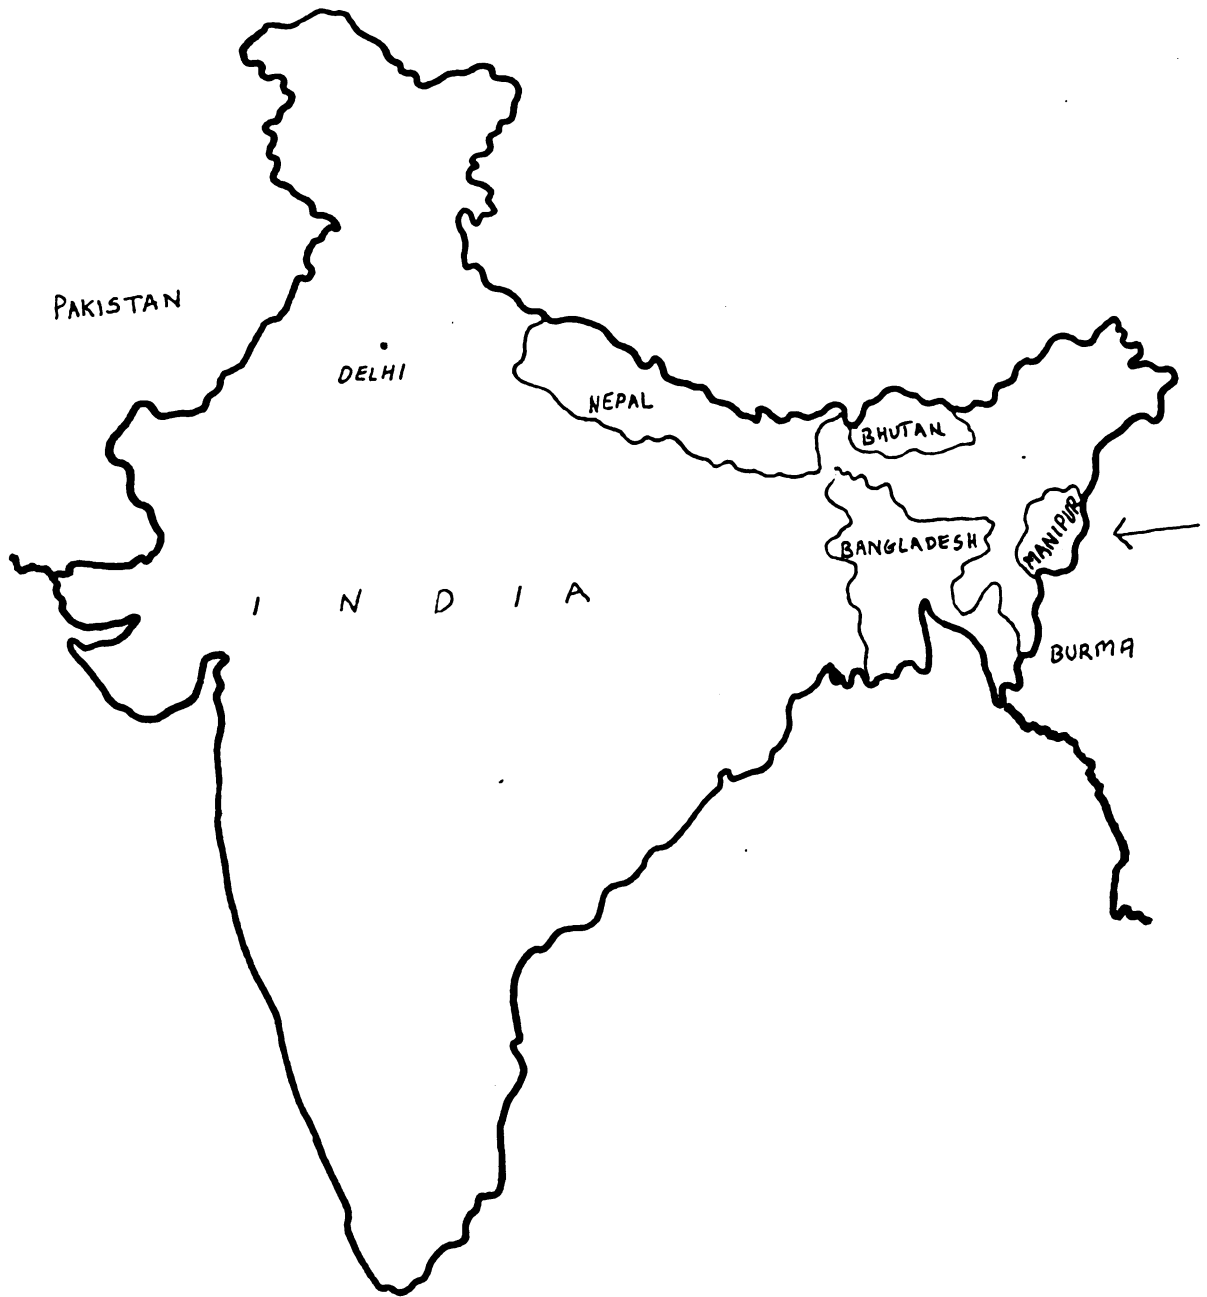 PAKISTAN
DELHI
NEPAL
BHUTAN
MANIPUR
BANGLADESH
I N D I A
BURMA